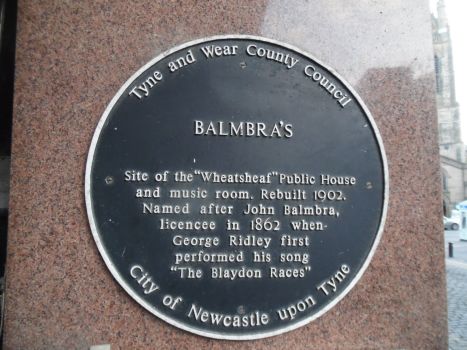 Tyne and Wear County Council
BALMBRA'S
Site of the "Wheatsheaf" Public House
and music room. Rebuilt 1902.
Named after John Balmbra,
licencee in 1862 when
George Ridley first
performed his song
"The Blaydon Races"
City of Newcastle upon Tyne